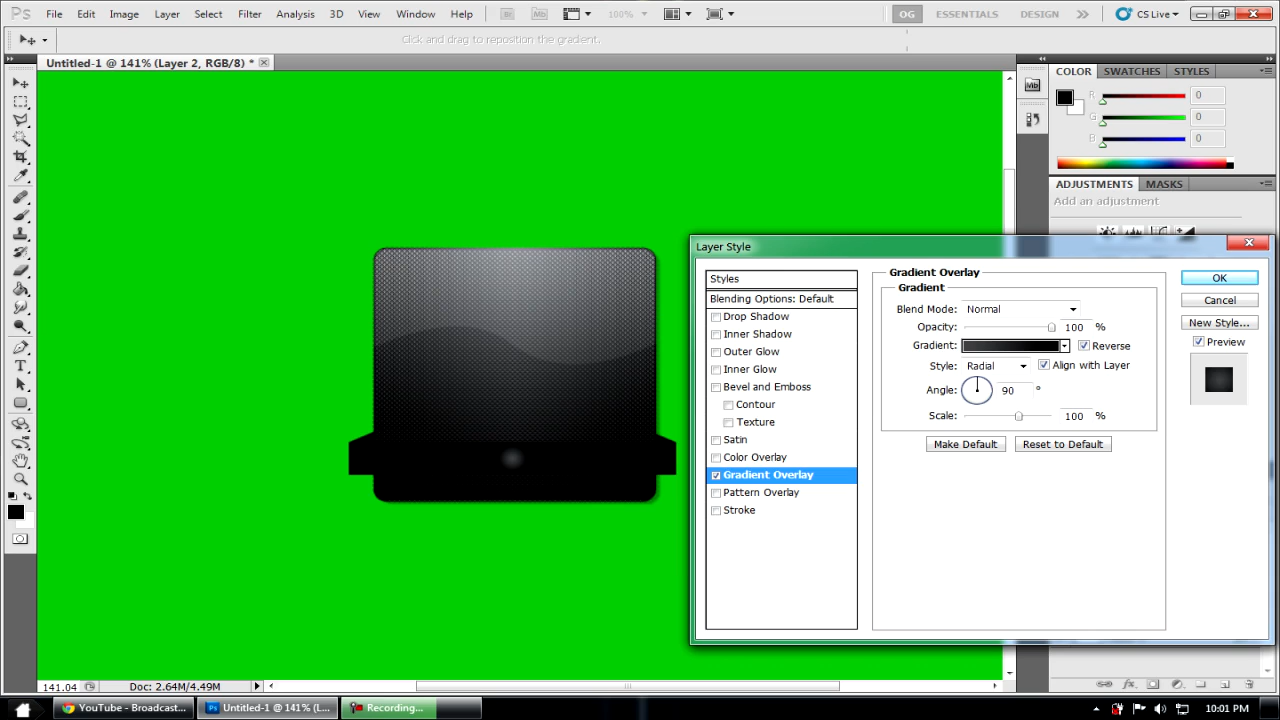 Ps File Edit Image Layer Select Filter Analysis 3D View Window Help Br Mb 100% OG ESSENTIALS DESIGN CS Live
Click and drag to reposition the gradient.
Untitled-1 @ 141% (Layer 2, RGB/8) *
COLOR SWATCHES STYLES
Mb
R 0
G 0
B 0
ADJUSTMENTS MASKS
Add an adjustment
Layer Style
Styles
Blending Options: Default
Drop Shadow
Inner Shadow
Outer Glow
Inner Glow
Bevel and Emboss
Contour
Texture
Satin
Color Overlay
Gradient Overlay
Pattern Overlay
Stroke
Gradient Overlay
Gradient
Blend Mode: Normal
Opacity: 100 %
Gradient: Reverse
Style: Radial Align with Layer
Angle: 90 °
Scale: 100 %
Make Default Reset to Default
OK
Cancel
New Style...
Preview
T
141.04 Doc: 2.64M/4.49M
fx
YouTube - Broadcast... Ps Untitled-1 @ 141% (L... Recording... 10:01 PM